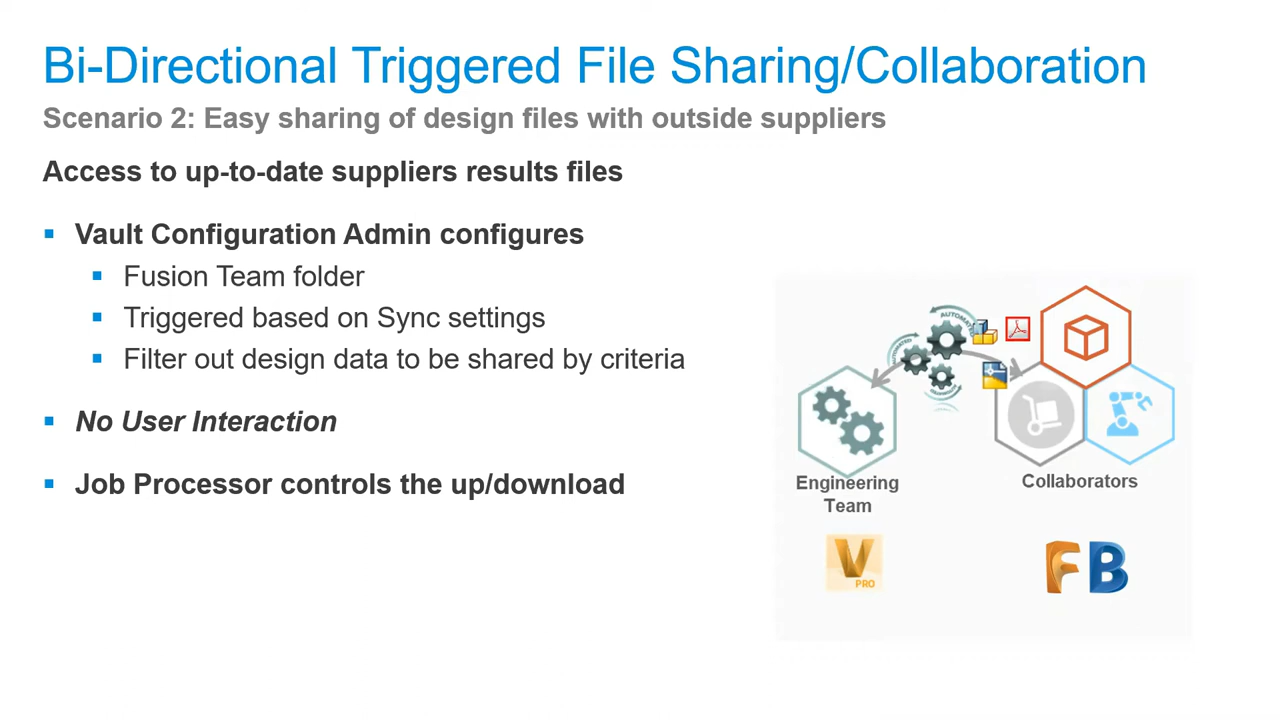 Bi-Directional Triggered File Sharing/Collaboration
Scenario 2: Easy sharing of design files with outside suppliers
Access to up-to-date suppliers results files
Vault Configuration Admin configures
Fusion Team folder
Triggered based on Sync settings
Filter out design data to be shared by criteria
No User Interaction
Job Processor controls the up/download
AUTOMATED
AUTOMATED
Engineering
Team
Collaborators
V
PRO
F B